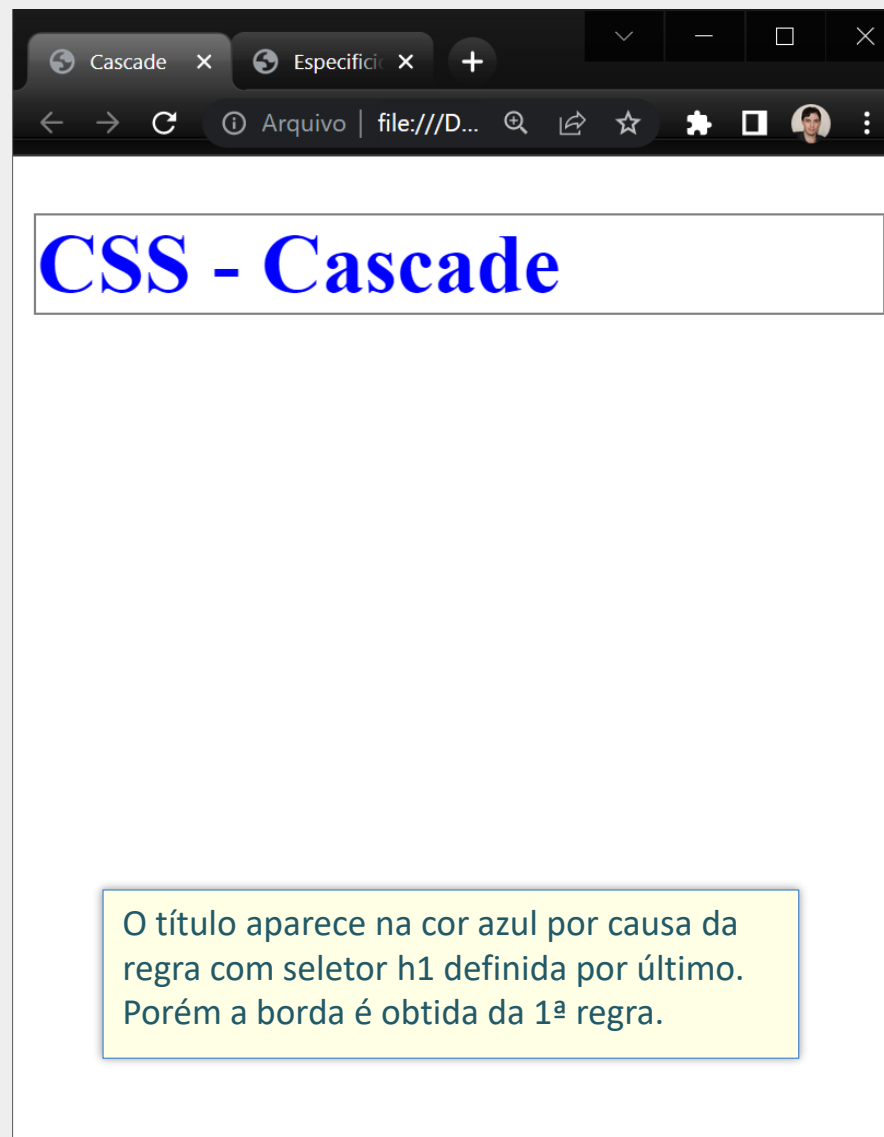 Cascade
Especifici
Arquivo | file:///D...
CSS - Cascade
O título aparece na cor azul por causa da
regra com seletor h1 definida por último.
Porém a borda é obtida da 1ª regra.